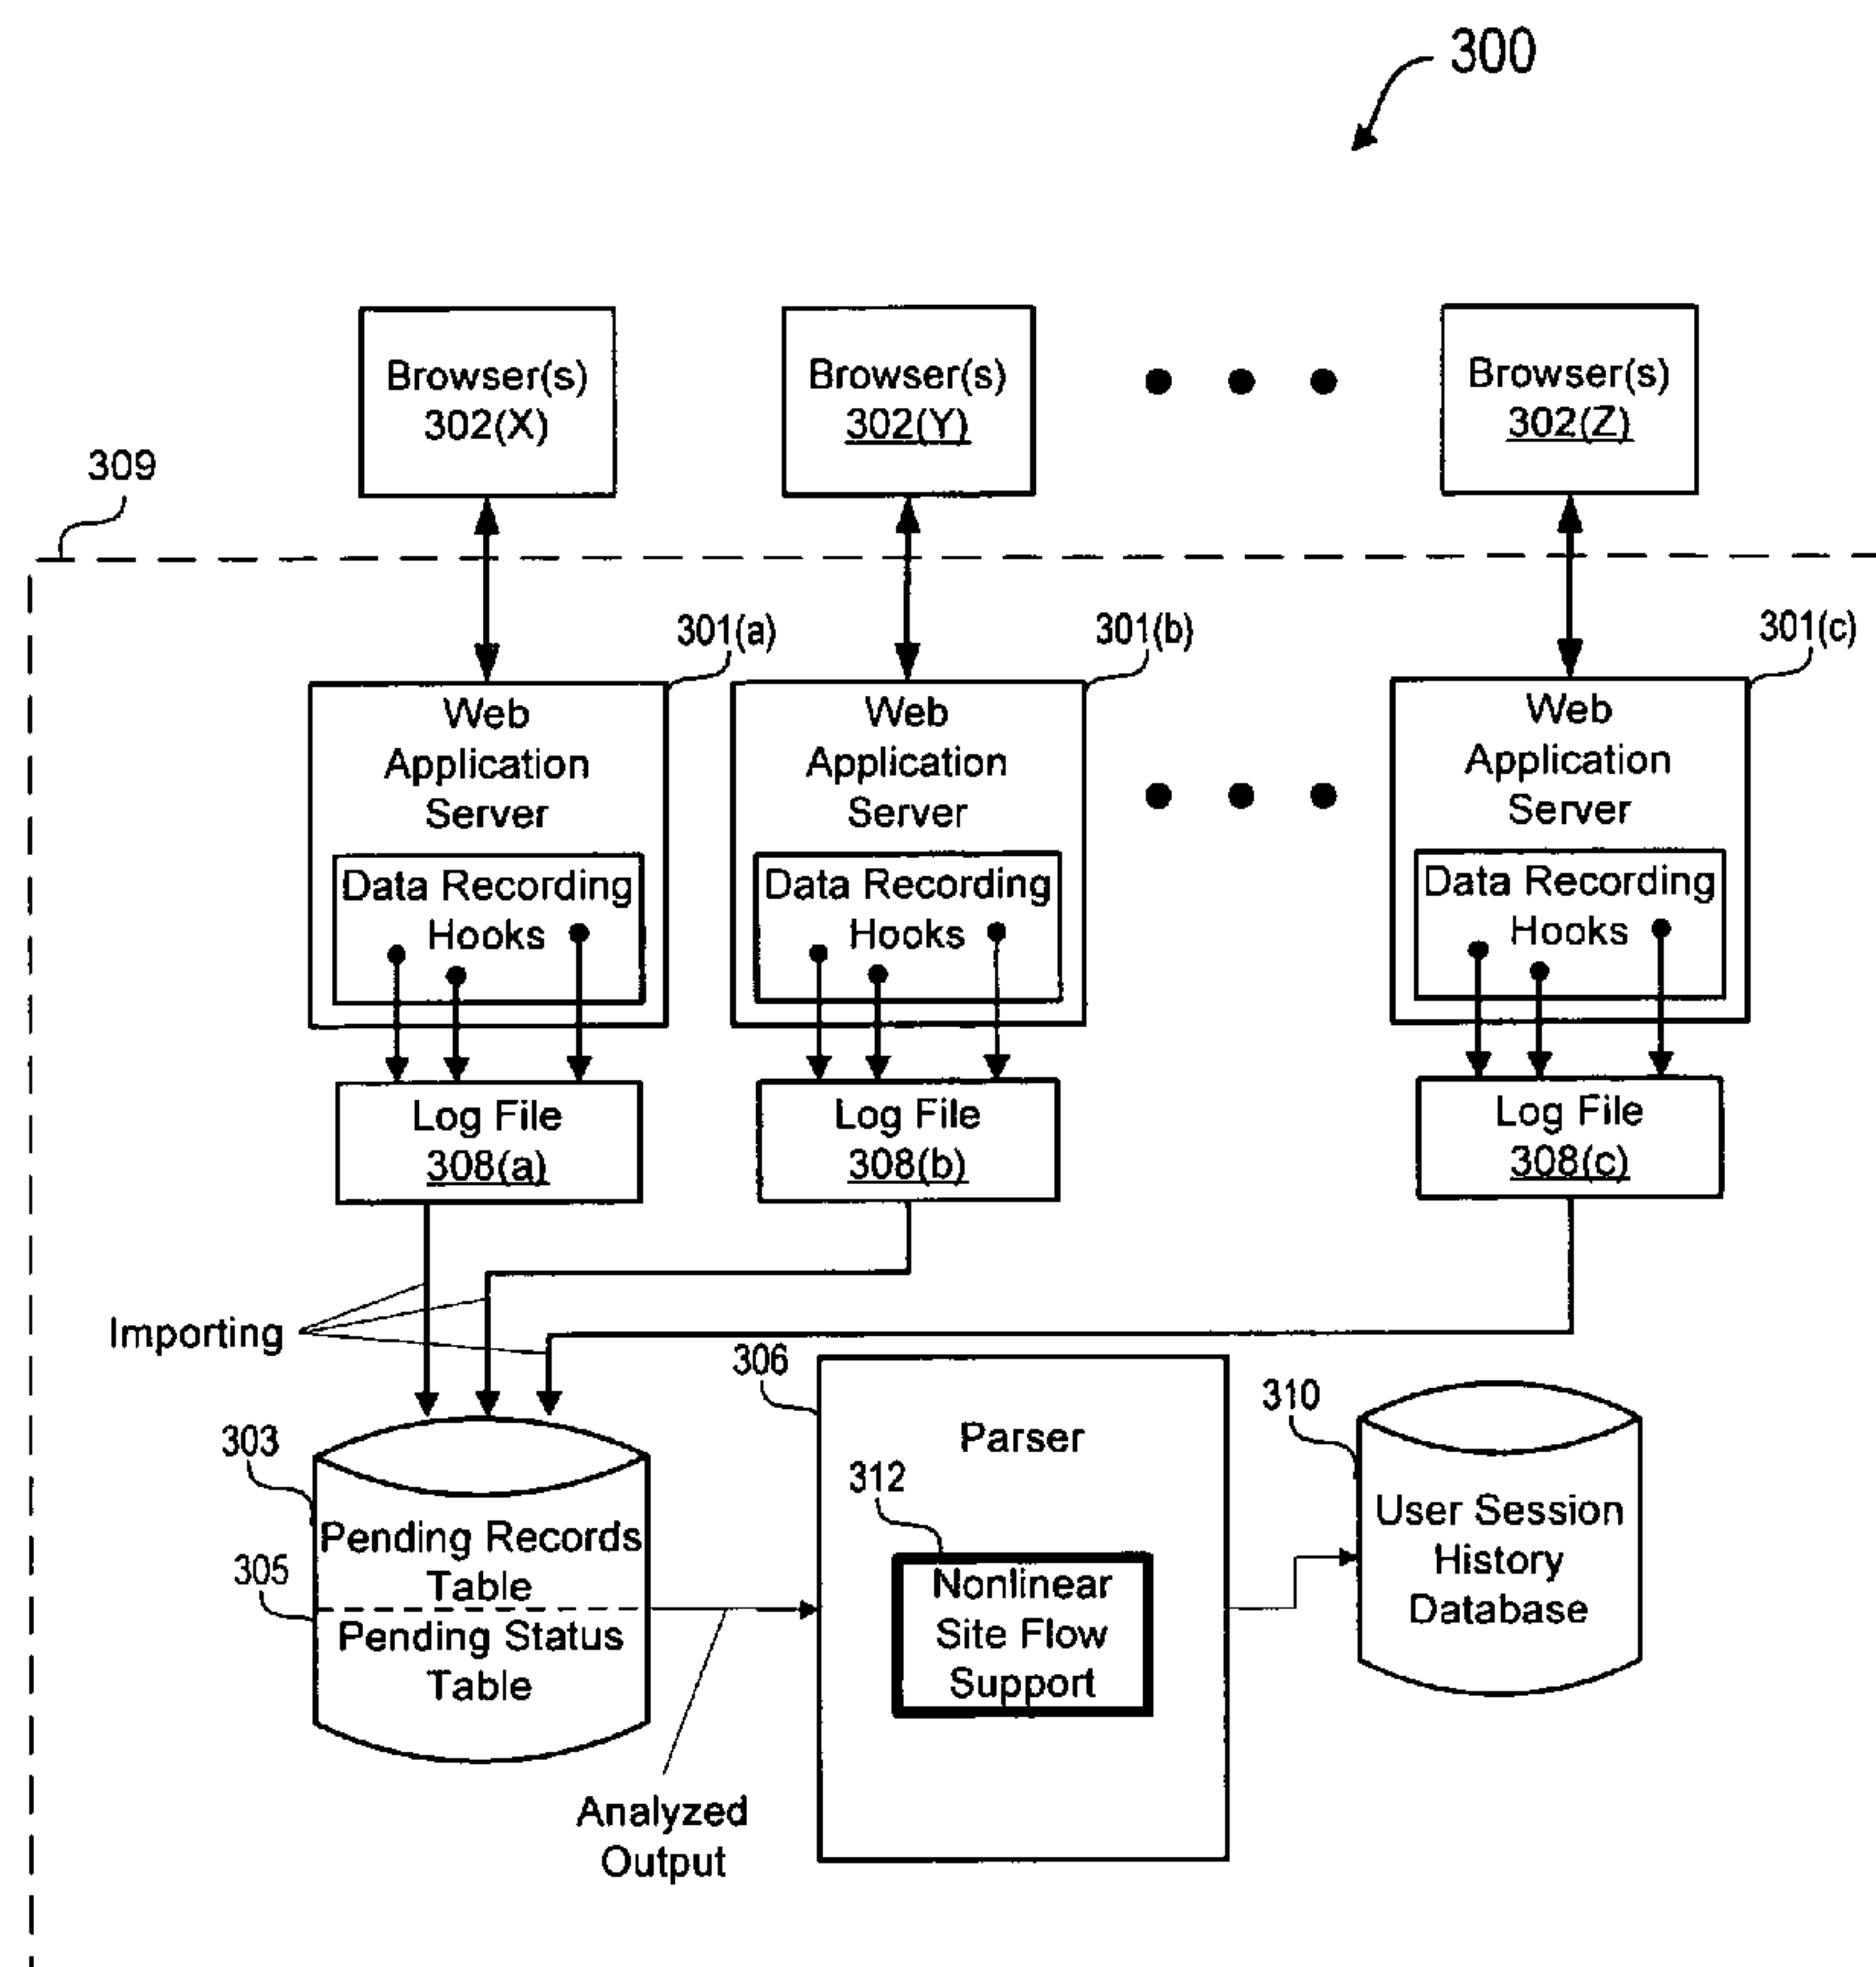 300
Browser(s)
302(X)
Browser(s)
302(Y)
Browser(s)
302(Z)
309
301(a)
301(b)
301(c)
Web
Application
Server
Data Recording
Hooks
Web
Application
Server
Data Recording
Hooks
Web
Application
Server
Data Recording
Hooks
Log File
308(a)
Log File
308(b)
Log File
308(c)
Importing
303
Pending Records
Table
305
Pending Status
Table
Analyzed
Output
306
Parser
312
Nonlinear
Site Flow
Support
310
User Session
History
Database